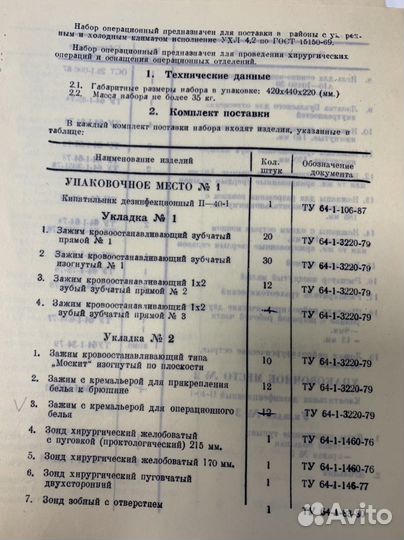 Набор операционный предназначен для поставки в районы с
и холодным климатом исполнение УХЛ 4,2 по ГОСТ 15150-69.
Набор операционный предназначен для проведения хирургических
операций и оснащения операционных отделений.
1. Технические данные
2.1. Габаритные размеры набора в упаковке: 420х440х220 (мм.)
2.2. Масса набора не более 35 кг.
2. Комплект поставки
В каждый комплект поставки набора входят изделия, указанные в
таблице:
Наименование изделий Кол. штук Обозначение документа
УПАКОВОЧНОЕ МЕСТО № 1
Кипятильник дезинфекционный П—40-1 1 ТУ 64-1-106-87
Укладка № 1
1. Зажим кровоостанавливающий зубчатый
прямой № 1 20 ТУ 64-1-3220-79
2 Зажим кровоостанавливающий зубчатый
изогнутый № 1 30 ТУ 64-1-3220-79
3. Зажим кровоостанавливающий 1х2
зубый зубчатый прямой № 2 12 ТУ 64-1-3220-79
4. Зажим кровоостанавливающий 1х2
зубый зубчатый прямой № 3 ТУ 64-1-3220-79
Укладка № 2
1. Зажим кровоостанавливающий типа
„Москит" изогнутый по плоскости 10 ТУ 64-1-3220-79
2. Зажим с кремальерой для прикрепления
белья к брюшине 12 ТУ 64-1-3220-79
3. Зажим с кремальерой для операционного
белья 12 ТУ 64-1-3220-79
4. Зонд хирургический желобоватый
с пуговкой (проктологический) 215 мм. 1 ТУ 64-1-1460-76
5. Зонд хирургический желобоватый 170 мм. 1 ТУ 64-1-1460-76
6. Зонд хирургический пуговчатый
двухсторонний 1 ТУ 64-1-146-77
7. Зонд зобный с отверстием 1
Avito